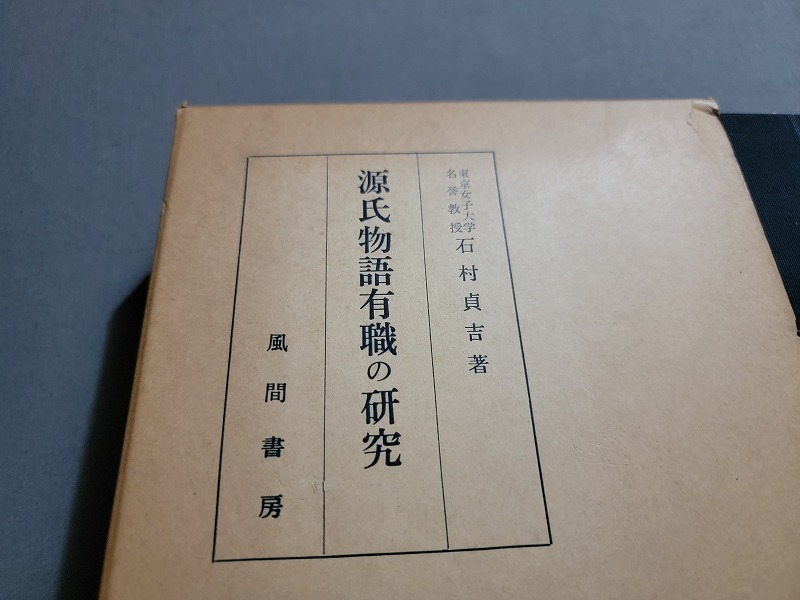 東京女子大学
名誉教授
石村貞吉著
源氏物語有職の研究
風間書房